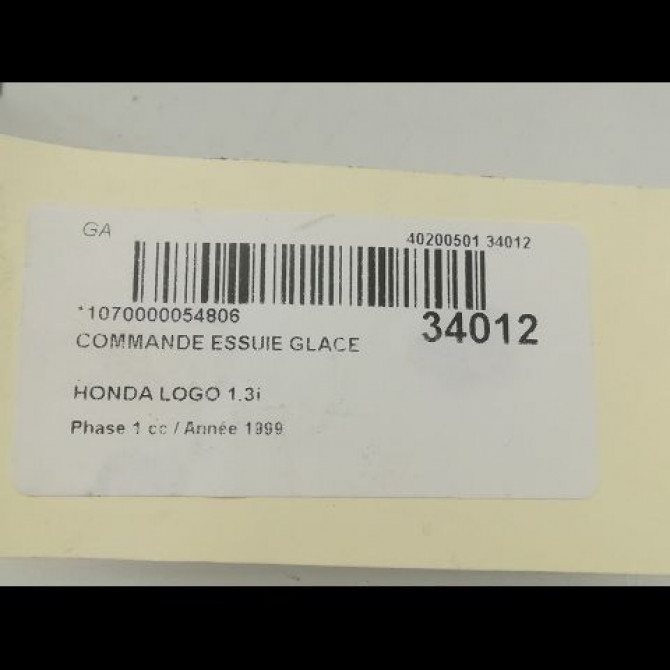 GA
40200501 34012
*1070000054806
34012
COMMANDE ESSUIE GLACE
HONDA LOGO 1.3i
Phase 1 cc / Année 1999